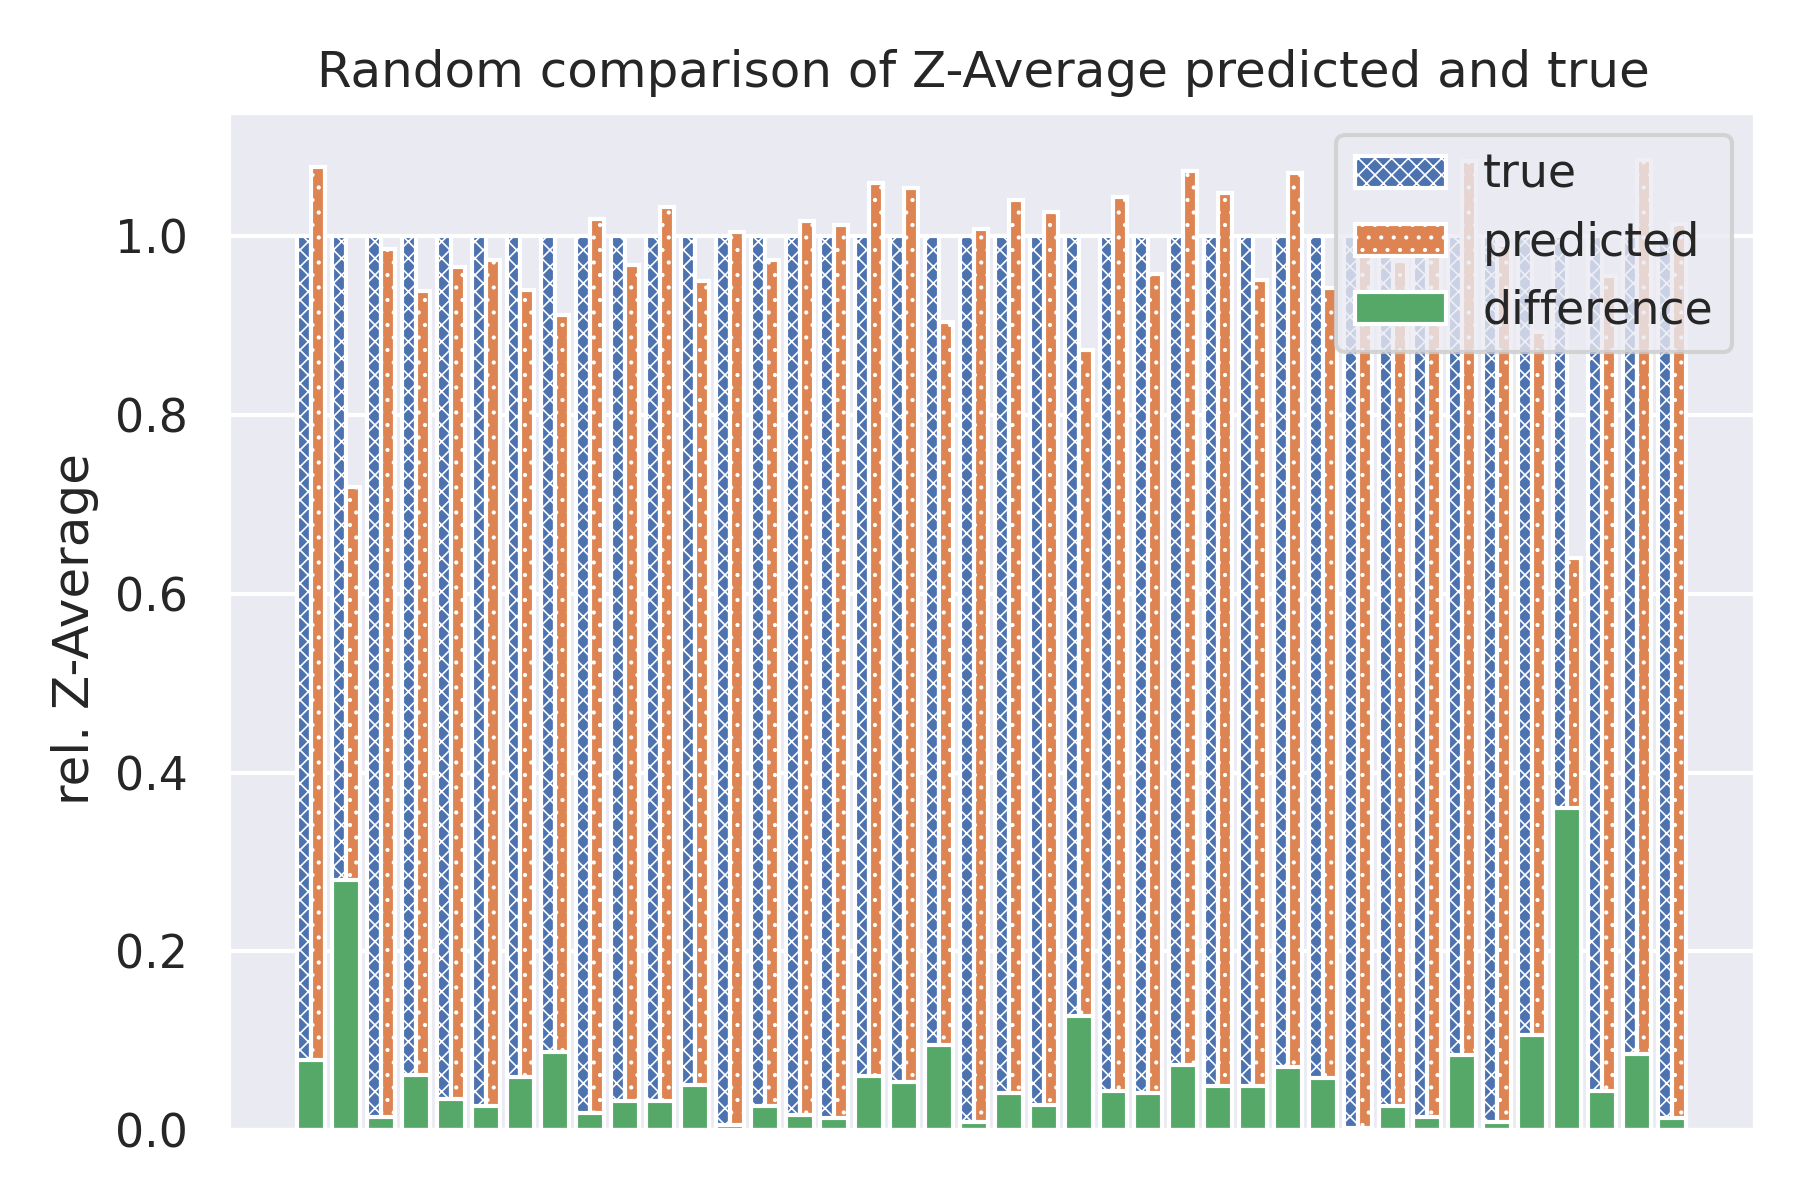 Random comparison of Z-Average predicted and true
true
predicted
difference
rel. Z-Average
1.0
0.8
0.6
0.4
0.2
0.0